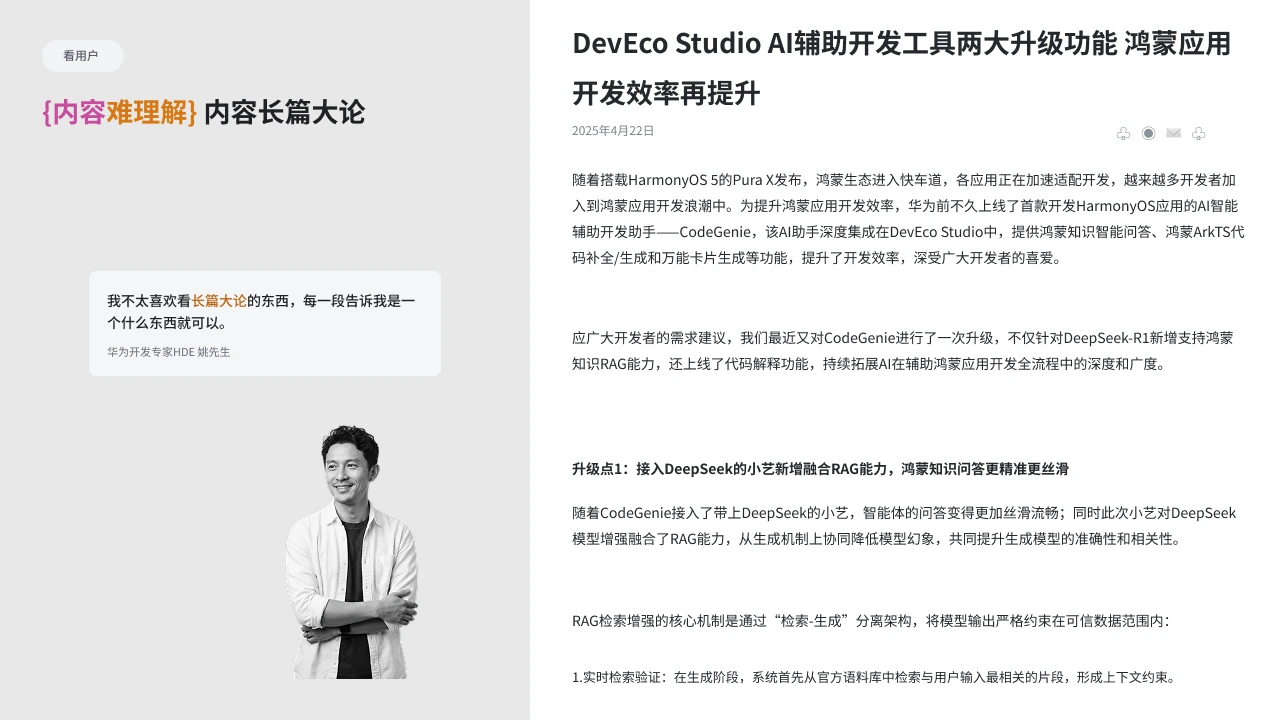 看用户
{内容难理解} 内容长篇大论
我不太喜欢看长篇大论的东西，每一段告诉我是一
个什么东西就可以。
华为开发专家HDE 姚先生
DevEco Studio AI辅助开发工具两大升级功能 鸿蒙应用
开发效率再提升
2025年4月22日
随着搭载HarmonyOS 5的Pura X发布，鸿蒙生态进入快车道，各应用正在加速适配开发，越来越多开发者加
入到鸿蒙应用开发浪潮中。为提升鸿蒙应用开发效率，华为前不久上线了首款开发HarmonyOS应用的AI智能
辅助开发助手——CodeGenie，该AI助手深度集成在DevEco Studio中，提供鸿蒙知识智能问答、鸿蒙ArkTS代
码补全/生成和万能卡片生成等功能，提升了开发效率，深受广大开发者的喜爱。
应广大开发者的需求建议，我们最近又对CodeGenie进行了一次升级，不仅针对DeepSeek-R1新增支持鸿蒙
知识RAG能力，还上线了代码解释功能，持续拓展AI在辅助鸿蒙应用开发全流程中的深度和广度。
升级点1：接入DeepSeek的小艺新增融合RAG能力，鸿蒙知识问答更精准更丝滑
随着CodeGenie接入了带上DeepSeek的小艺，智能体的问答变得更加丝滑流畅；同时此次小艺对DeepSeek
模型增强融合了RAG能力，从生成机制上协同降低模型幻象，共同提升生成模型的准确性和相关性。
RAG检索增强的核心机制是通过“检索-生成”分离架构，将模型输出严格约束在可信数据范围内：
1.实时检索验证：在生成阶段，系统首先从官方语料库中检索与用户输入最相关的片段，形成上下文约束。